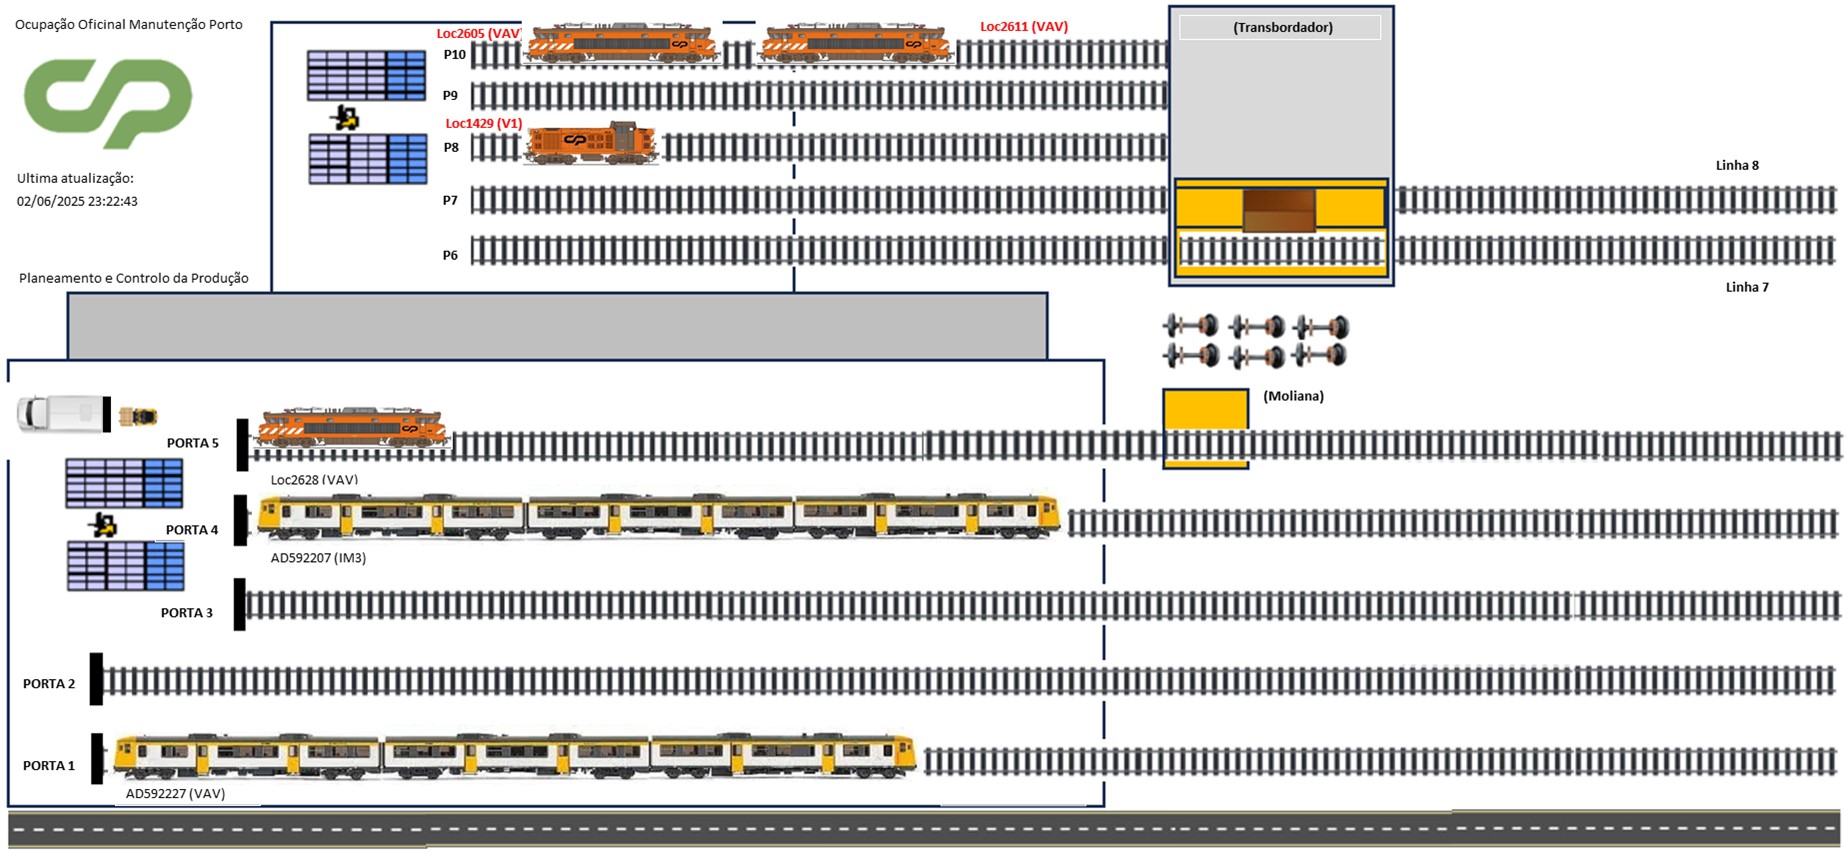 Ocupação Oficinal Manutenção Porto
Loc2605 (VAV)
Loc2611 (VAV)
(Transbordador)
P10
P9
Loc1429 (V1)
P8
Ultima atualização:
02/06/2025 23:22:43
P7
Linha 8
P6
Planeamento e Controlo da Produção
Linha 7
(Moliana)
PORTA 5
Loc2628 (VAV)
PORTA 4
AD592207 (IM3)
PORTA 3
PORTA 2
PORTA 1
AD592227 (VAV)